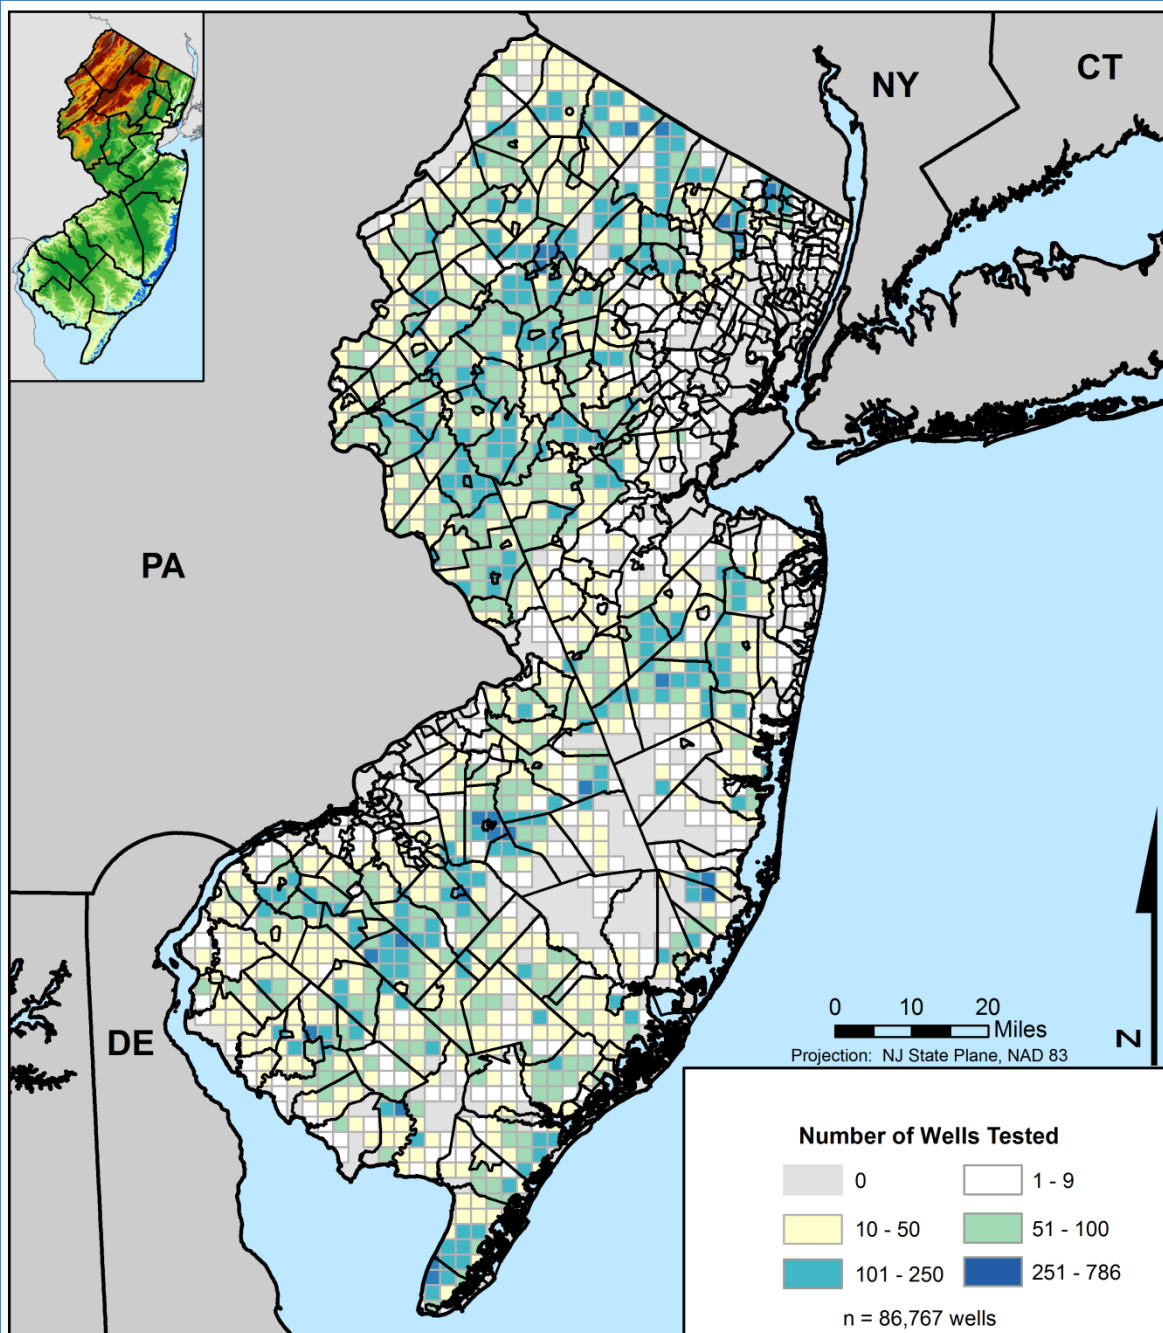 NY
CT
PA
DE
0 10 20
Miles
Projection: NJ State Plane, NAD 83
N
Number of Wells Tested
0
1 - 9
10 - 50
51 - 100
101 - 250
251 - 786
n = 86,767 wells